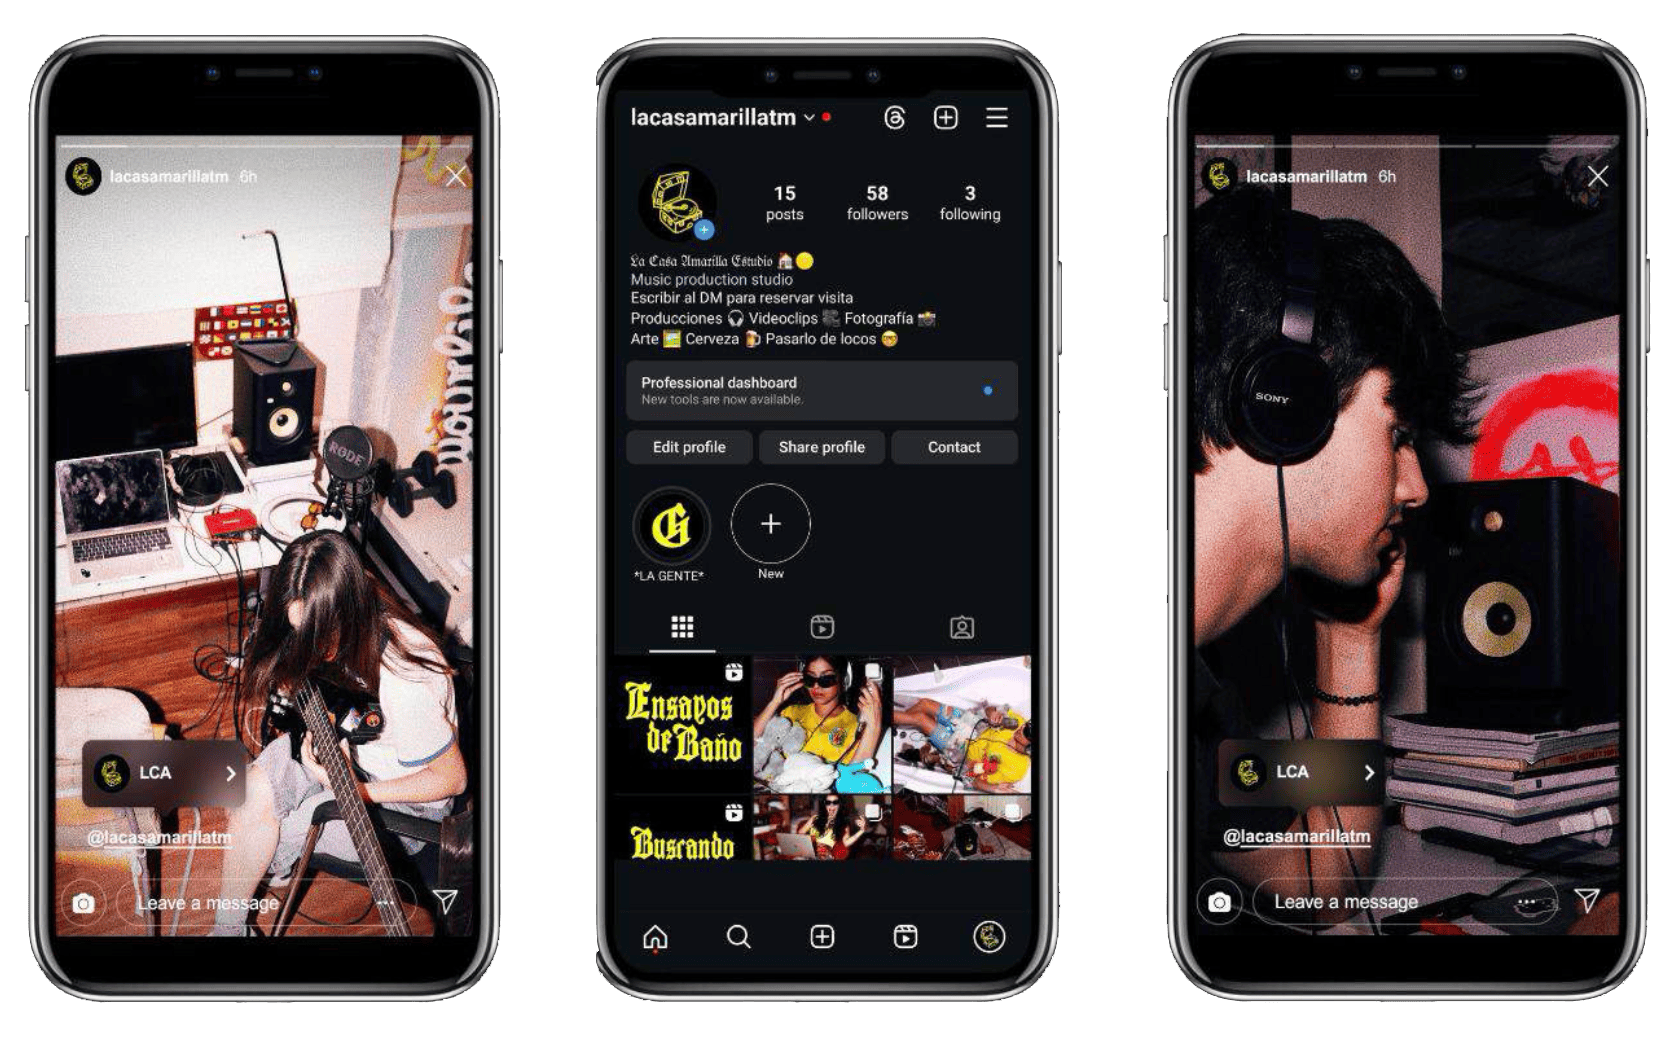 lacasamarillatm 6h
RØDE
LCA
@lacasamarillatm
Leave a message
lacasamarillatm
15 58 3
posts followers following
La Casa Amarilla Estudio 🏠🟡
Music production studio
Escribir al DM para reservar visita
Producciones 🎧 Videoclips 🎥 Fotografía 📸
Arte 🖼️ Cerveza 🍺 Pasarlo de locos 🤓
Professional dashboard
New tools are now available.
Edit profile Share profile Contact
G
*LA GENTE* New
Ensayos
de Baño
Buscando
lacasamarillatm 6h
SONY
LCA
@lacasamarillatm
Leave a message